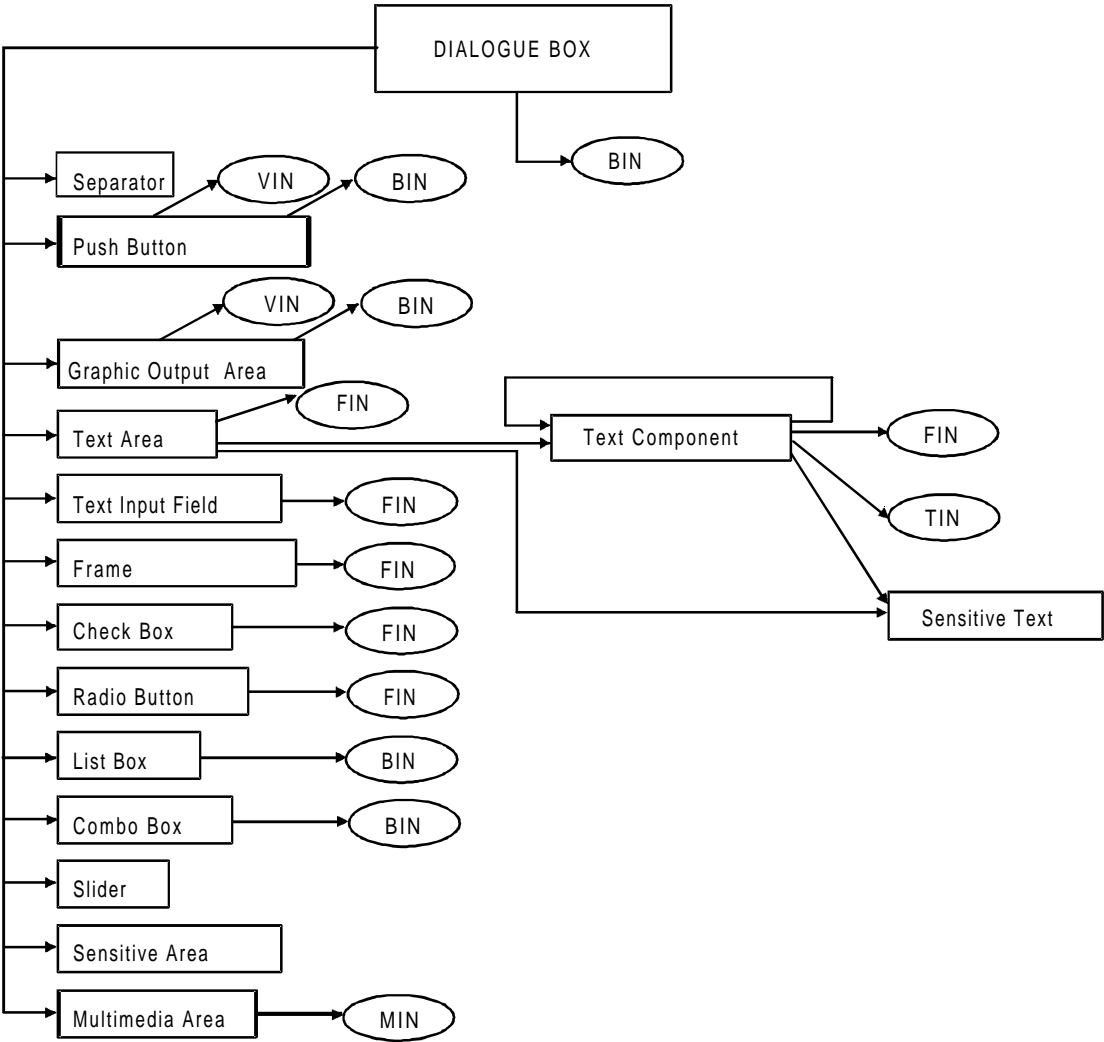 DIALOGUE BOX
BIN
Separator
VIN
BIN
Push Button
VIN
BIN
Graphic Output Area
FIN
Text Area
Text Component
FIN
Text Input Field
FIN
TIN
Frame
FIN
Sensitive Text
Check Box
FIN
Radio Button
FIN
List Box
BIN
Combo Box
BIN
Slider
Sensitive Area
Multimedia Area
MIN